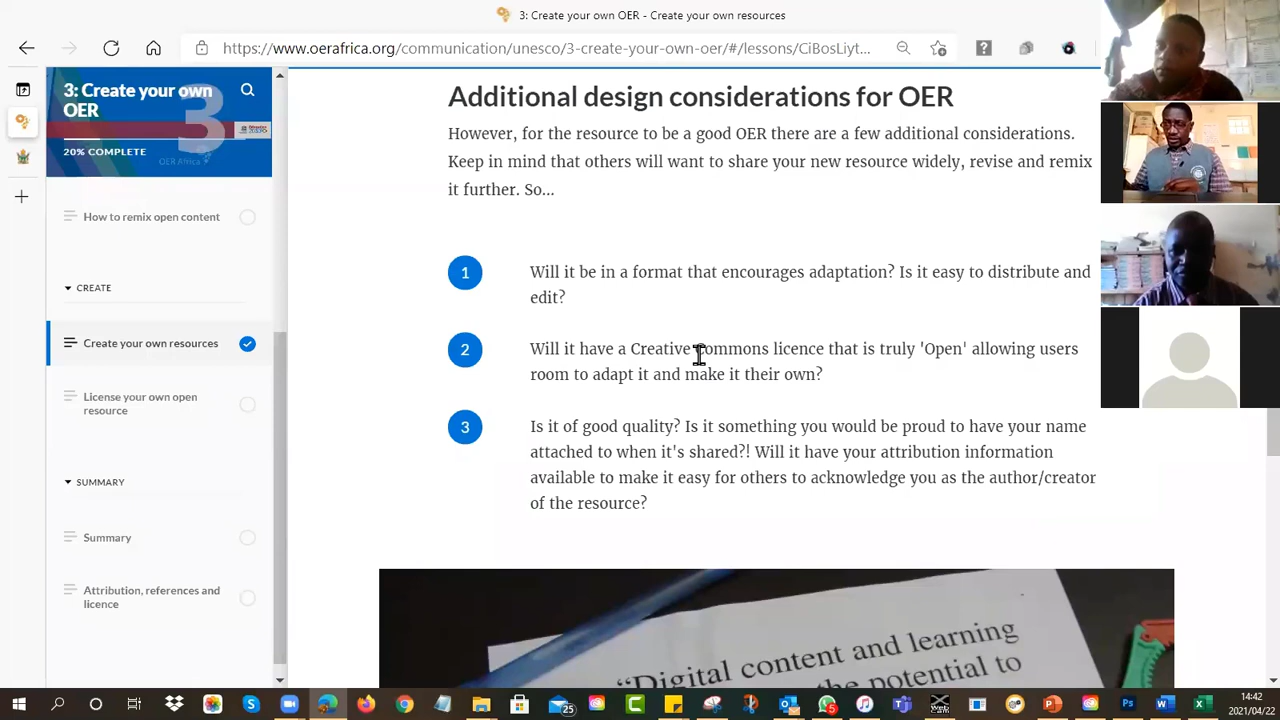 3: Create your own OER - Create your own resources
https://www.oerafrica.org/communication/unesco/3-create-your-own-oer/#/lessons/CiBosLiyt...
3: Create your own
OER
3
20% COMPLETE
OER Africa
How to remix open content
CREATE
Create your own resources
License your own open
resource
SUMMARY
Summary
Attribution, references and
licence
Additional design considerations for OER
However, for the resource to be a good OER there are a few additional considerations.
Keep in mind that others will want to share your new resource widely, revise and remix
it further. So...
1
Will it be in a format that encourages adaptation? Is it easy to distribute and
edit?
2
Will it have a Creative Commons licence that is truly 'Open' allowing users
room to adapt it and make it their own?
3
Is it of good quality? Is it something you would be proud to have your name
attached to when it's shared?! Will it have your attribution information
available to make it easy for others to acknowledge you as the author/creator
of the resource?
“Digital content and learning
the potential to
25
5
14:42
2021/04/22